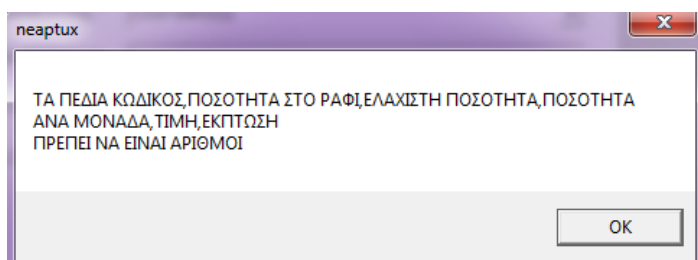 neaptux
ΤΑ ΠΕΔΙΑ ΚΩΔΙΚΟΣ,ΠΟΣΟΤΗΤΑ ΣΤΟ ΡΑΦΙ,ΕΛΑΧΙΣΤΗ ΠΟΣΟΤΗΤΑ,ΠΟΣΟΤΗΤΑ
ΑΝΑ ΜΟΝΑΔΑ,ΤΙΜΗ,ΕΚΠΤΩΣΗ
ΠΡΕΠΕΙ ΝΑ ΕΙΝΑΙ ΑΡΙΘΜΟΙ
OK